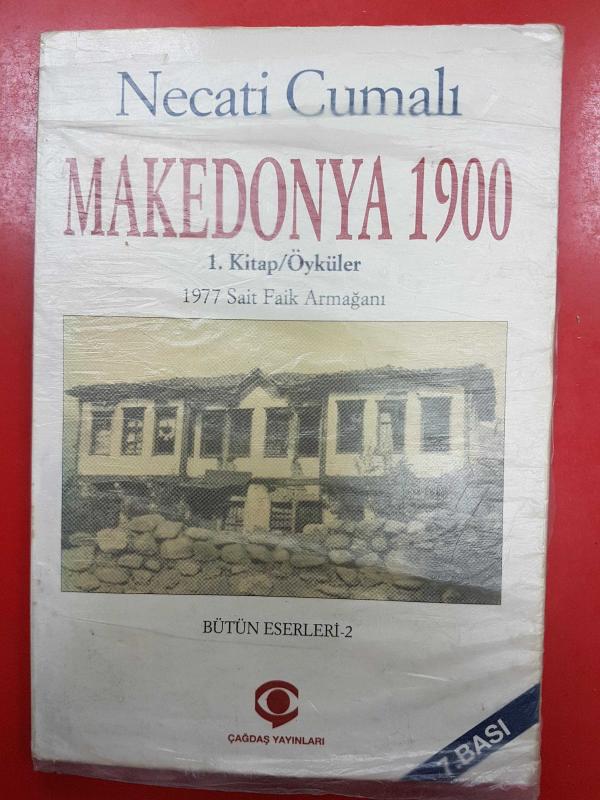 Necati Cumalı
MAKEDONYA 1900
1. Kitap/Öyküler
1977 Sait Faik Armağanı
BÜTÜN ESERLERİ-2
ÇAĞDAŞ YAYINLARI
7.BASI